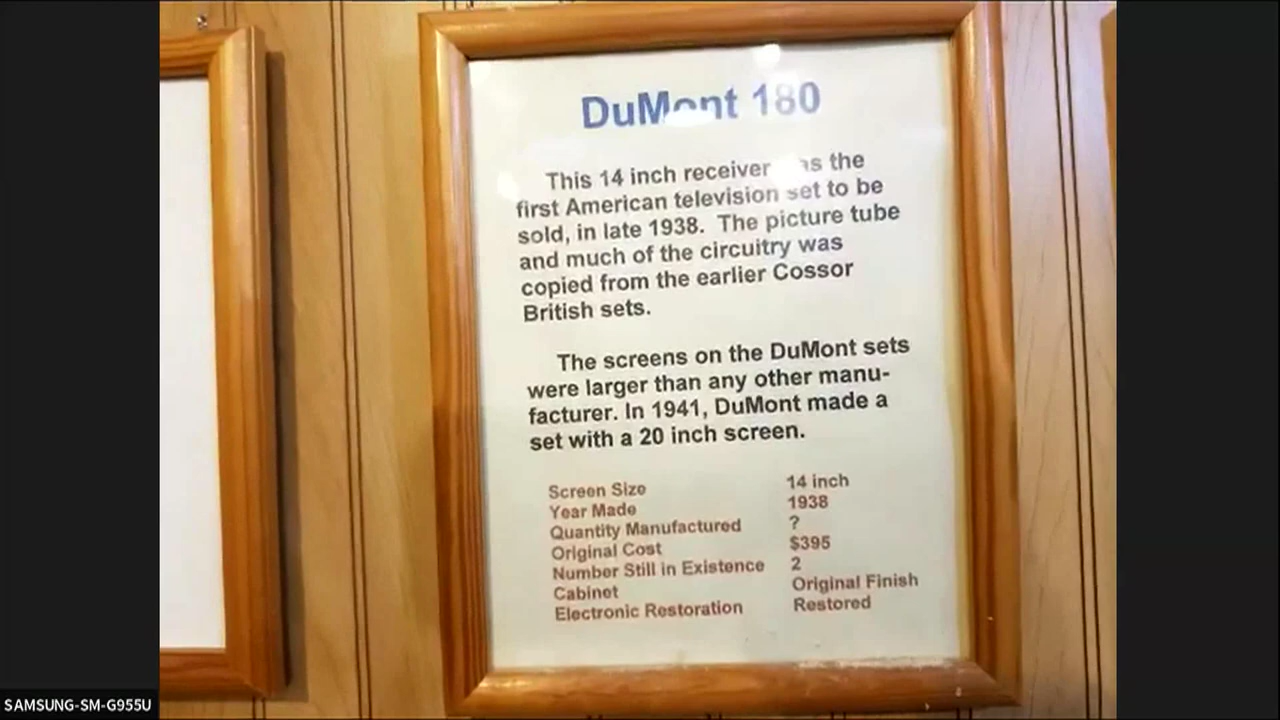 DuMont 180
This 14 inch receiver was the
first American television set to be
sold, in late 1938. The picture tube
and much of the circuitry was
copied from the earlier Cossor
British sets.
The screens on the DuMont sets
were larger than any other manu-
facturer. In 1941, DuMont made a
set with a 20 inch screen.
Screen Size 14 inch
Year Made 1938
Quantity Manufactured ?
Original Cost $395
Number Still in Existence 2
Cabinet Original Finish
Electronic Restoration Restored
SAMSUNG-SM-G955U